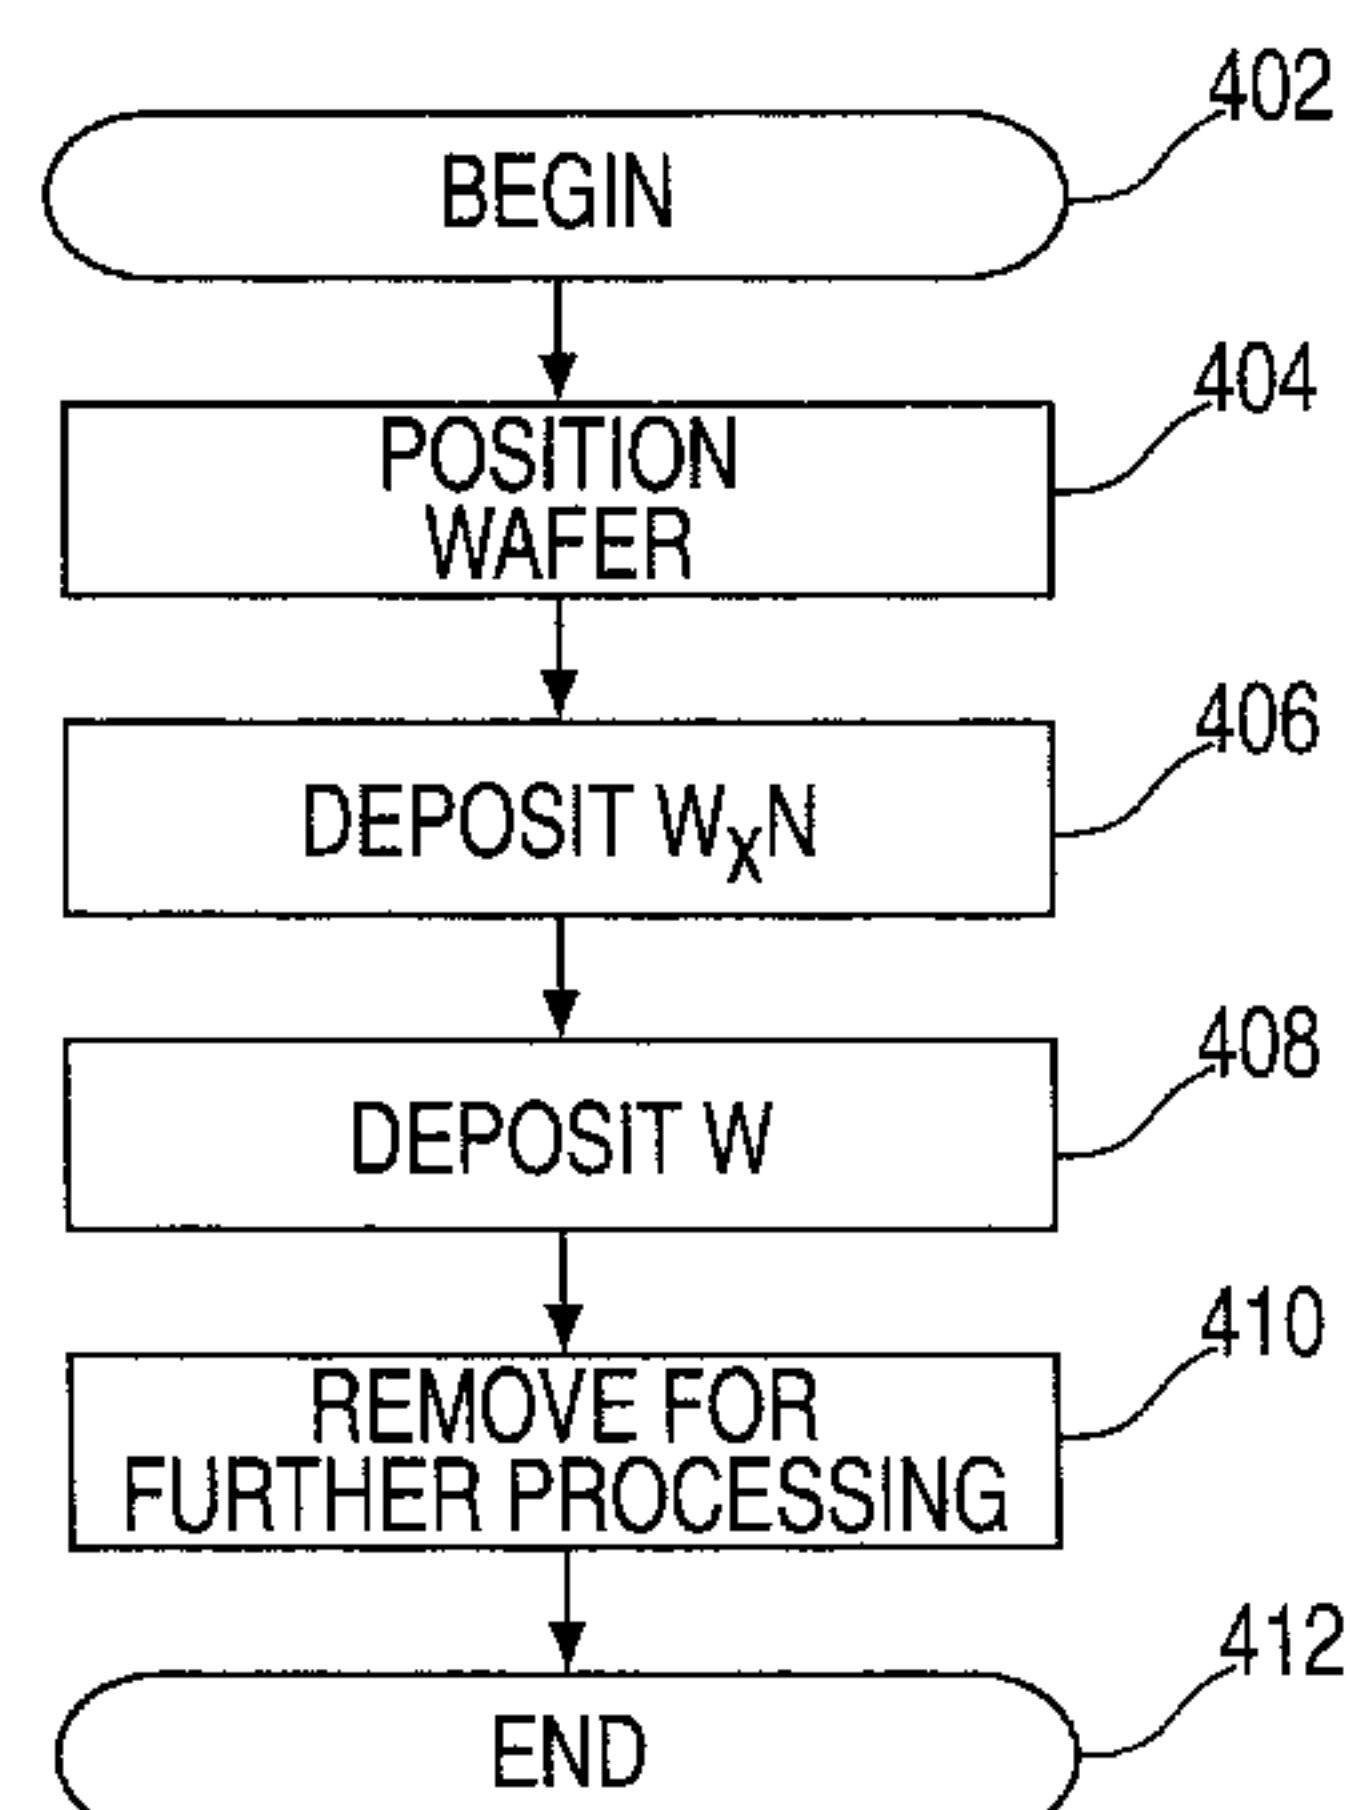 402
BEGIN
404
POSITION
WAFER
406
DEPOSIT WXN
408
DEPOSIT W
410
REMOVE FOR
FURTHER PROCESSING
412
END